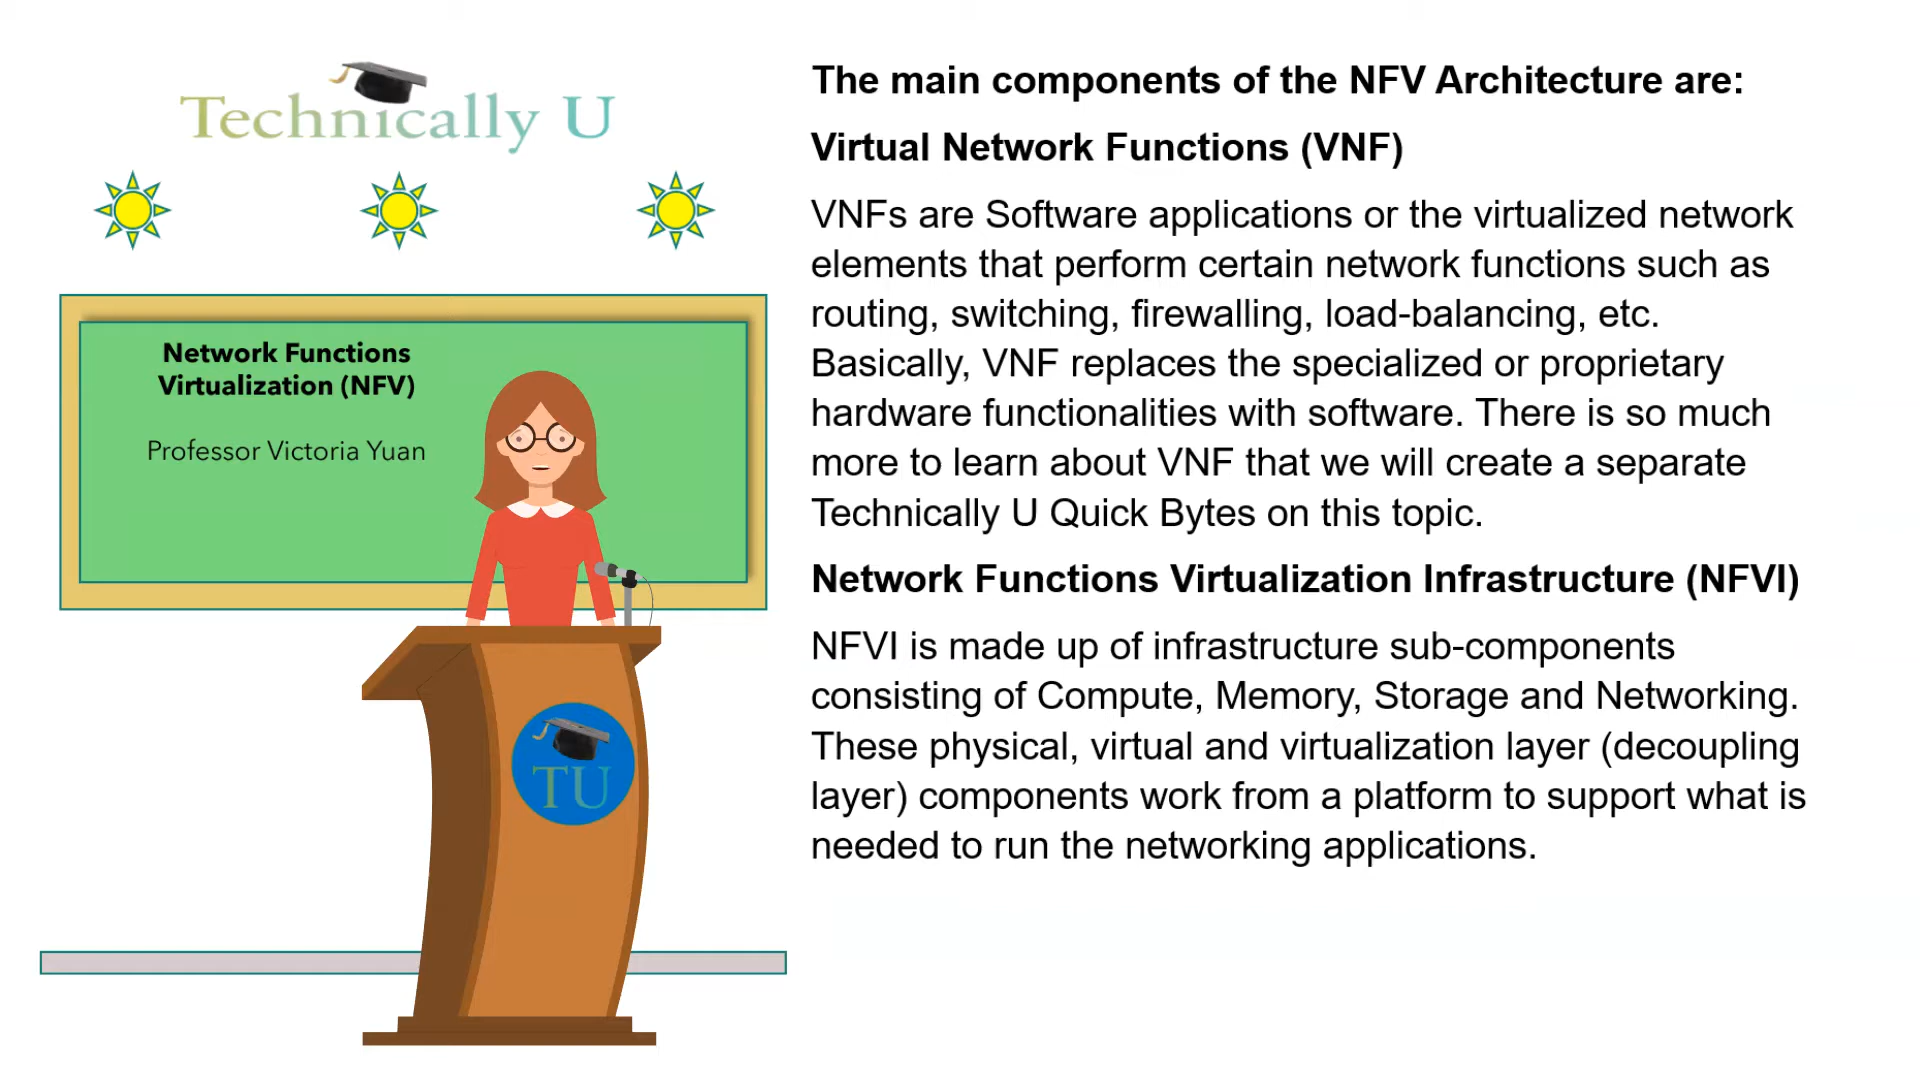 Technically U
Network Functions
Virtualization (NFV)
Professor Victoria Yuan
TU
The main components of the NFV Architecture are:
Virtual Network Functions (VNF)
VNFs are Software applications or the virtualized network
elements that perform certain network functions such as
routing, switching, firewalling, load-balancing, etc.
Basically, VNF replaces the specialized or proprietary
hardware functionalities with software. There is so much
more to learn about VNF that we will create a separate
Technically U Quick Bytes on this topic.
Network Functions Virtualization Infrastructure (NFVI)
NFVI is made up of infrastructure sub-components
consisting of Compute, Memory, Storage and Networking.
These physical, virtual and virtualization layer (decoupling
layer) components work from a platform to support what is
needed to run the networking applications.